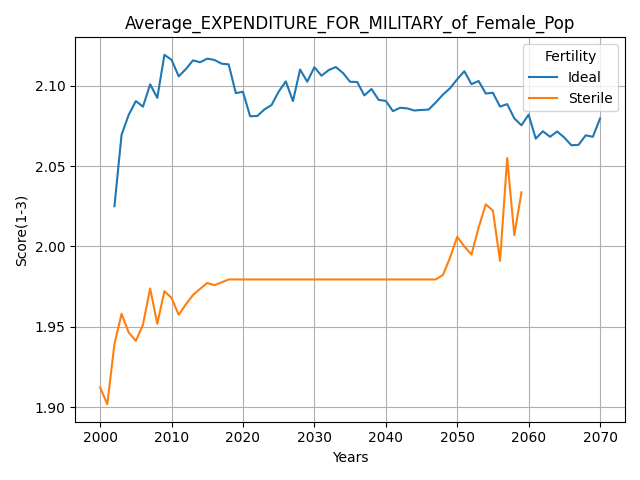 Average_EXPENDITURE_FOR_MILITARY_of_Female_Pop
Fertility
Ideal
Sterile
Score(1-3)
2.10
2.05
2.00
1.95
1.90
2000 2010 2020 2030 2040 2050 2060 2070
Years